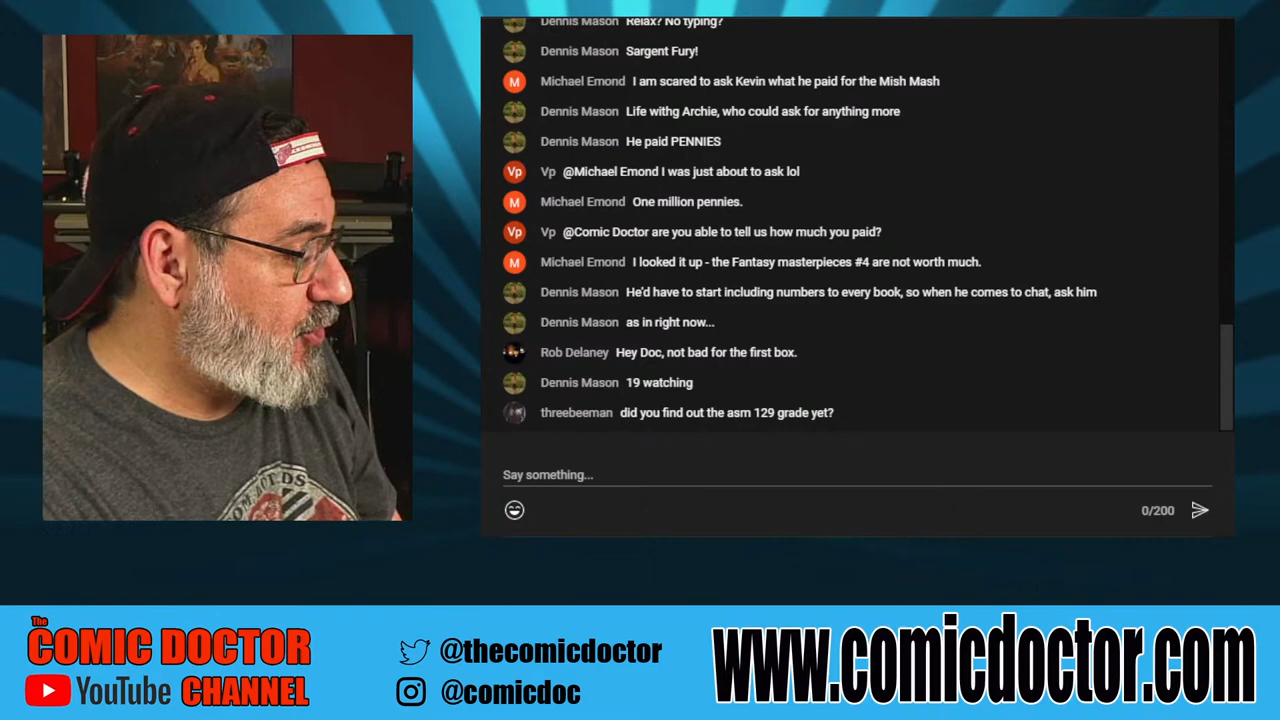 Dennis Mason Relax? No typing?
Dennis Mason Sargent Fury!
M Michael Emond I am scared to ask Kevin what he paid for the Mish Mash
Dennis Mason Life withg Archie, who could ask for anything more
Dennis Mason He paid PENNIES
Vp Vp @Michael Emond I was just about to ask lol
M Michael Emond One million pennies.
Vp Vp @Comic Doctor are you able to tell us how much you paid?
M Michael Emond I looked it up - the Fantasy masterpieces #4 are not worth much.
Dennis Mason He'd have to start including numbers to every book, so when he comes to chat, ask him
Dennis Mason as in right now...
Rob Delaney Hey Doc, not bad for the first box.
Dennis Mason 19 watching
threebeeman did you find out the asm 129 grade yet?
Say something...
0/200
The
COMIC DOCTOR
YouTube CHANNEL
@thecomicdoctor
@comicdoc
www.comicdoctor.com